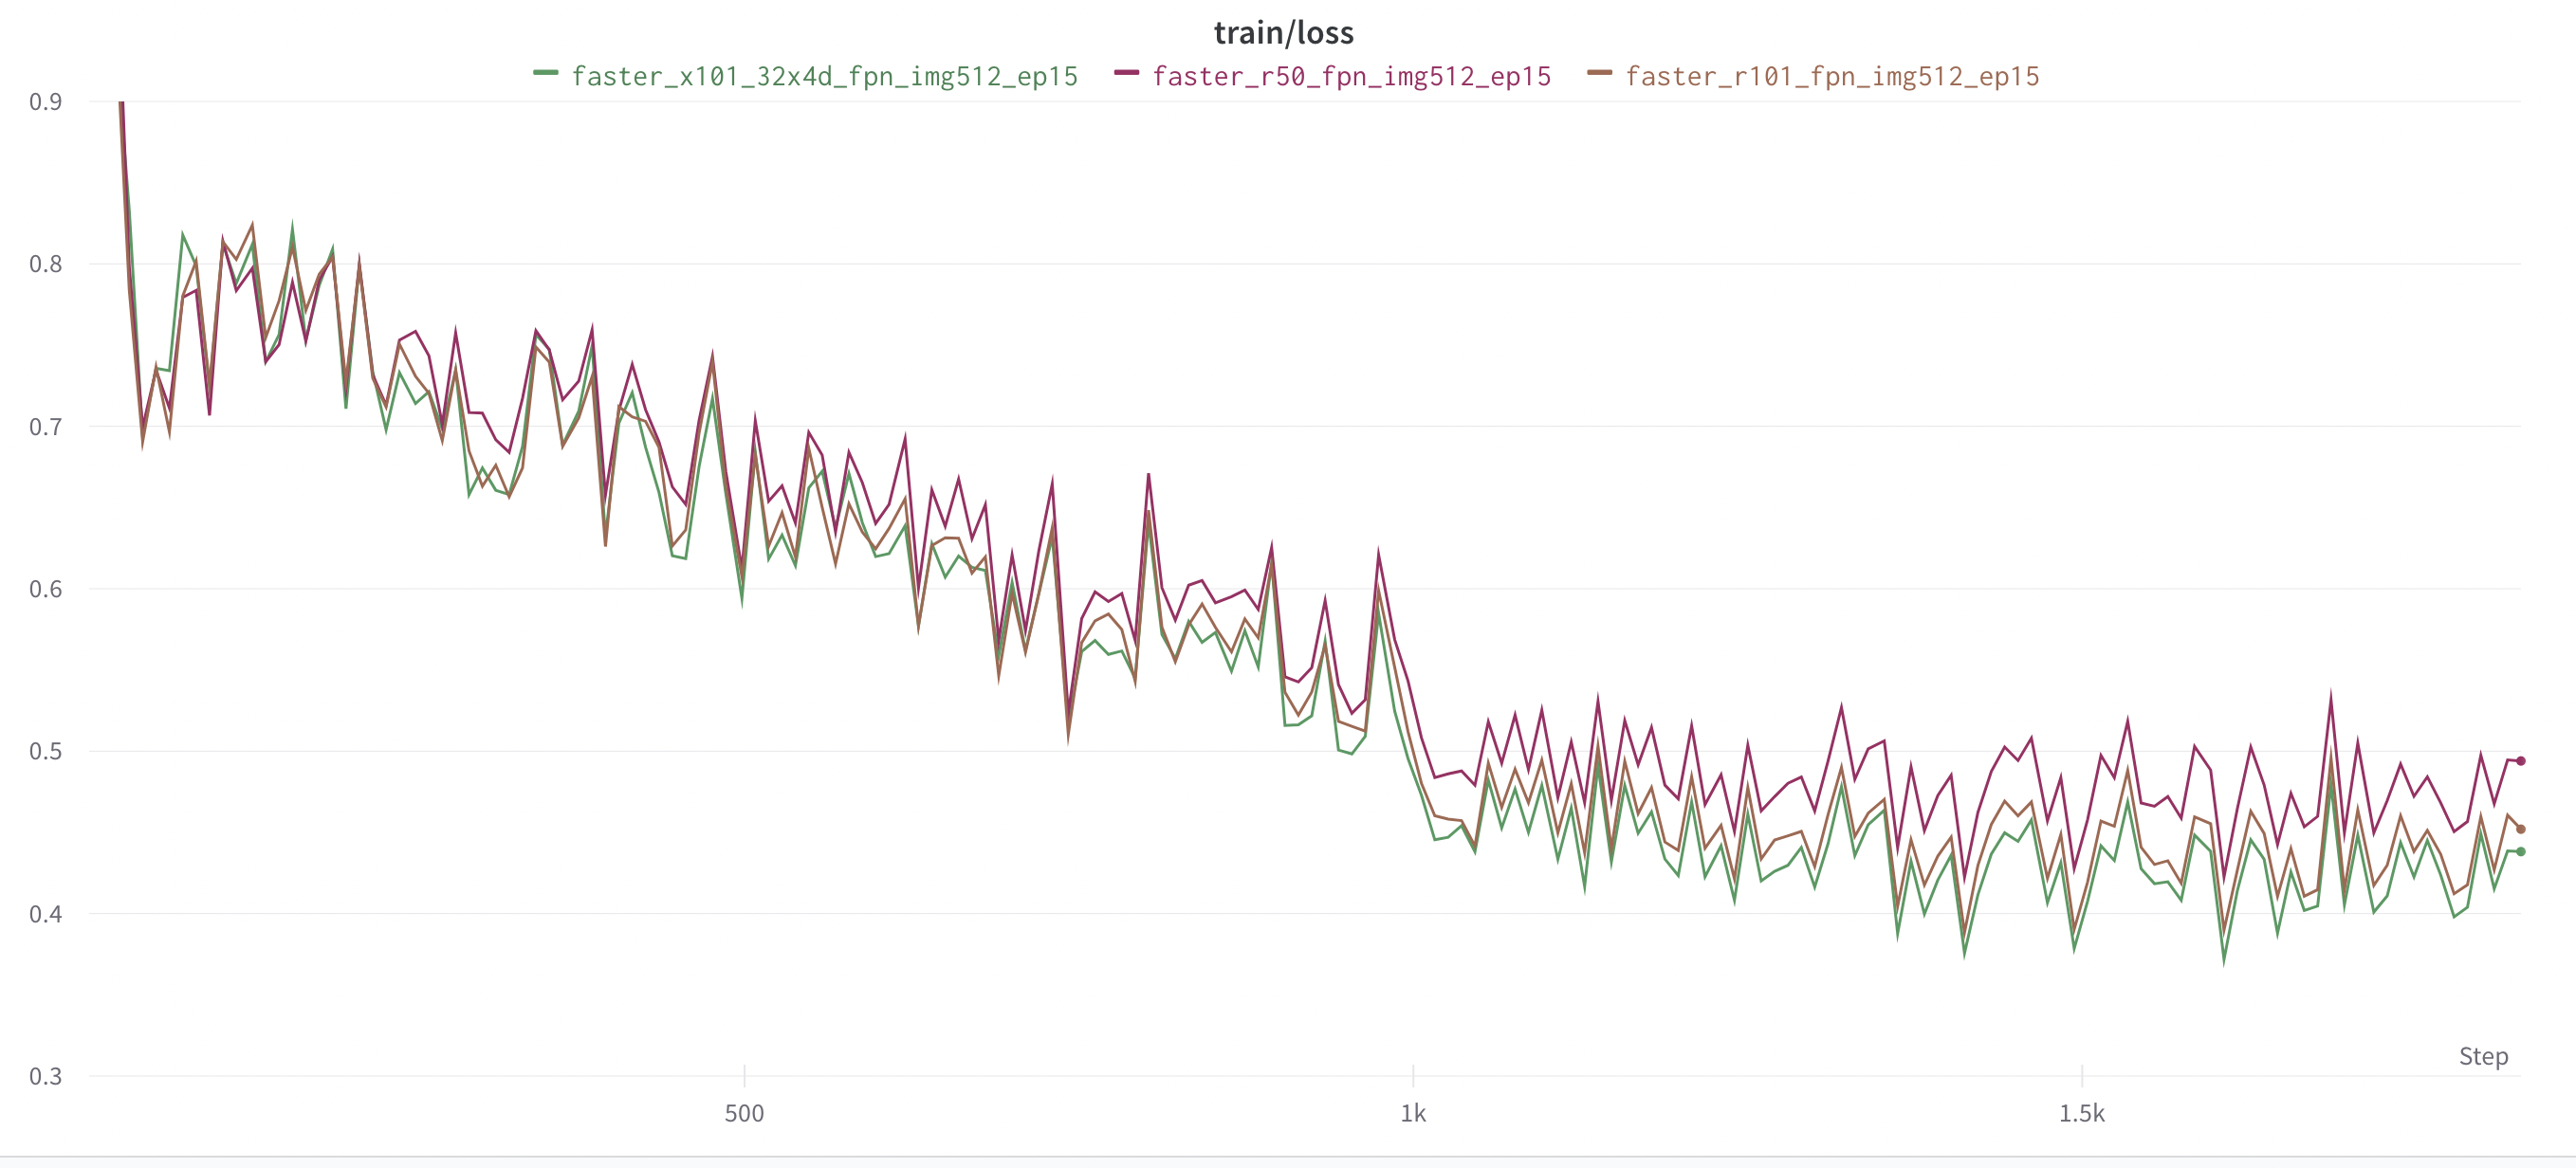 train/loss
faster_x101_32x4d_fpn_img512_ep15 faster_r50_fpn_img512_ep15 faster_r101_fpn_img512_ep15
0.9
0.8
0.7
0.6
0.5
0.4
0.3
Step
500 1k 1.5k